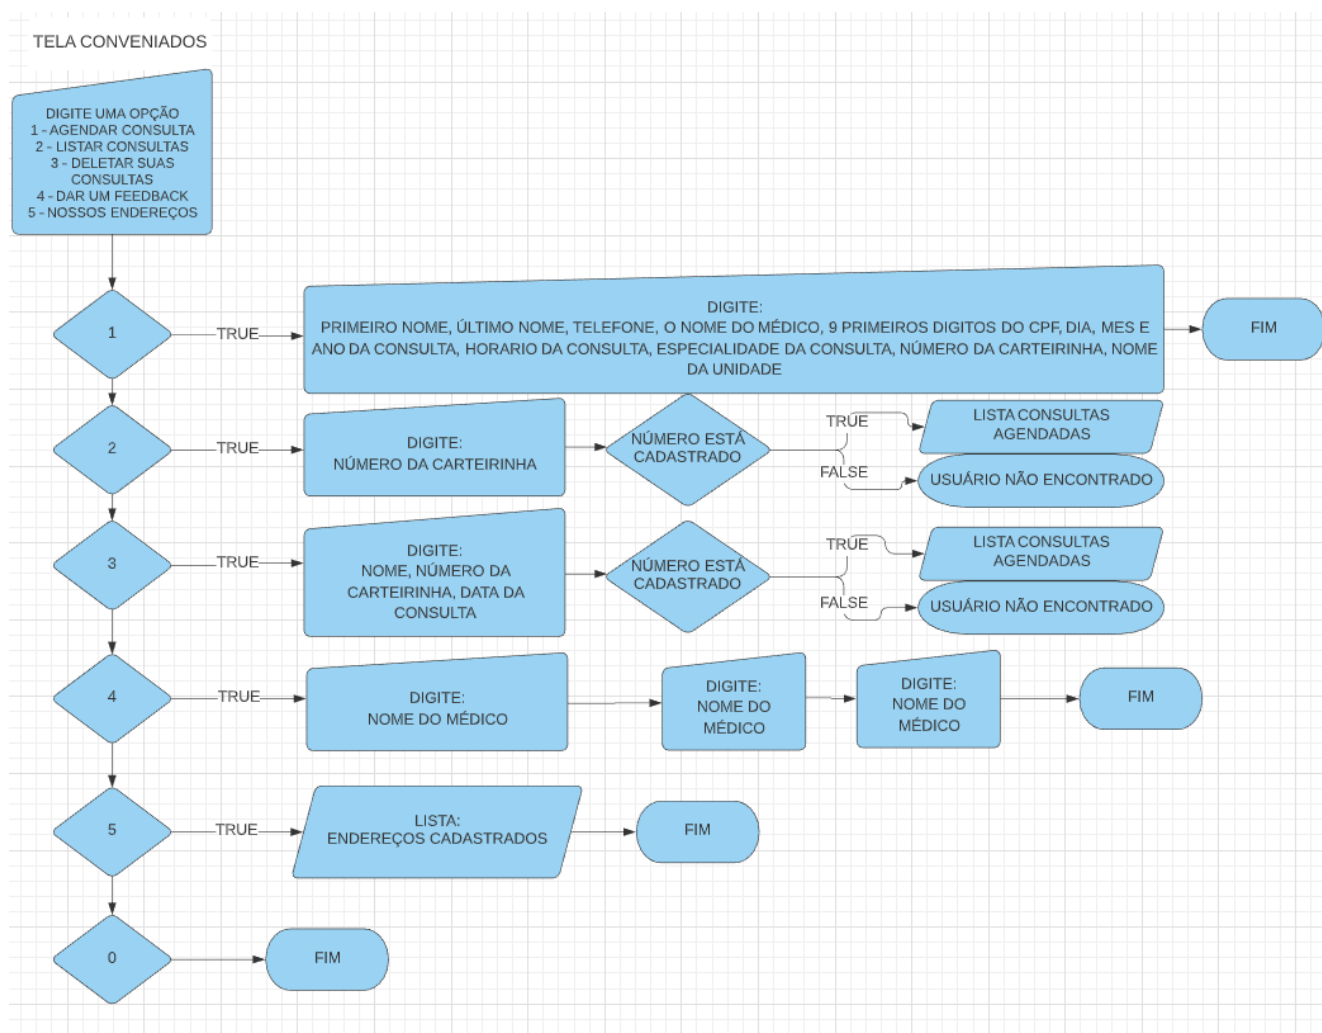 TELA CONVENIADOS
DIGITE UMA OPÇÃO
1 - AGENDAR CONSULTA
2 - LISTAR CONSULTAS
3 - DELETAR SUAS
CONSULTAS
4 - DAR UM FEEDBACK
5 - NOSSOS ENDEREÇOS
1
TRUE
DIGITE:
PRIMEIRO NOME, ÚLTIMO NOME, TELEFONE, O NOME DO MÉDICO, 9 PRIMEIROS DIGITOS DO CPF, DIA, MES E
ANO DA CONSULTA, HORARIO DA CONSULTA, ESPECIALIDADE DA CONSULTA, NÚMERO DA CARTEIRINHA, NOME
DA UNIDADE
FIM
2
TRUE
DIGITE:
NÚMERO DA CARTEIRINHA
NÚMERO ESTÁ
CADASTRADO
TRUE
LISTA CONSULTAS
AGENDADAS
FALSE
USUÁRIO NÃO ENCONTRADO
3
TRUE
DIGITE:
NOME, NÚMERO DA
CARTEIRINHA, DATA DA
CONSULTA
NÚMERO ESTÁ
CADASTRADO
TRUE
LISTA CONSULTAS
AGENDADAS
FALSE
USUÁRIO NÃO ENCONTRADO
4
TRUE
DIGITE:
NOME DO MÉDICO
DIGITE:
NOME DO
MÉDICO
DIGITE:
NOME DO
MÉDICO
FIM
5
TRUE
LISTA:
ENDEREÇOS CADASTRADOS
FIM
0
FIM